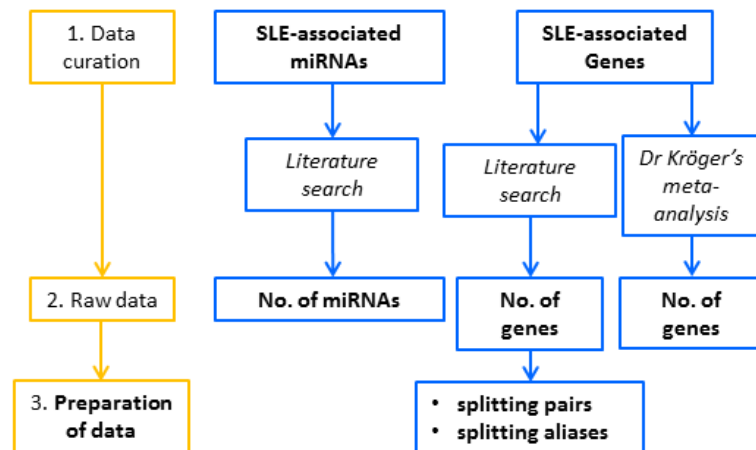 1. Data
curation
SLE-associated
miRNAs
SLE-associated
Genes
Literature
search
Literature
search
Dr Kröger's
meta-
analysis
2. Raw data
No. of miRNAs
No. of
genes
No. of
genes
3. Preparation
of data
• splitting pairs
• splitting aliases